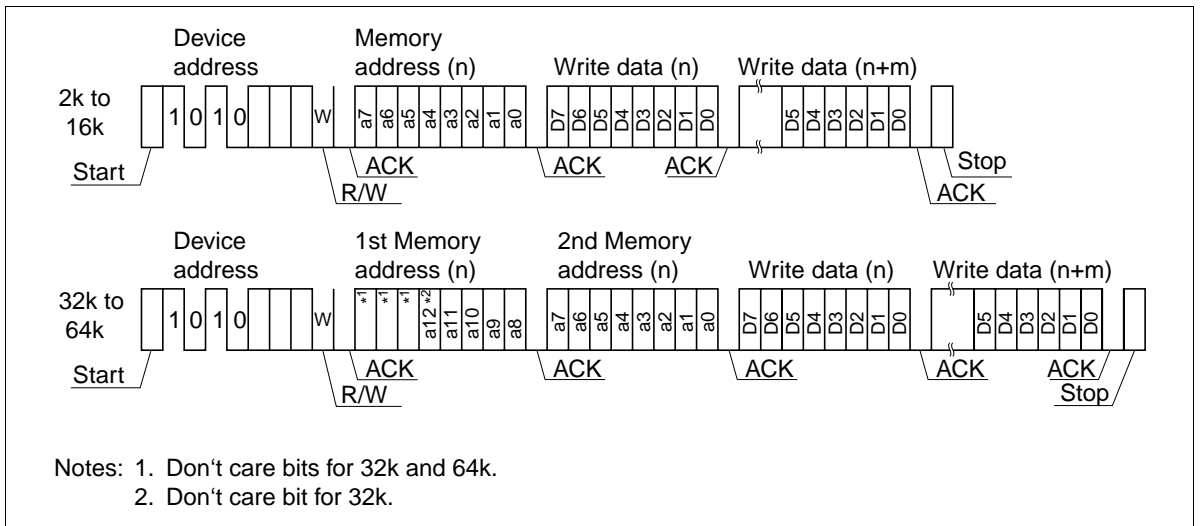 Device address
Memory address (n)
Write data (n)
Write data (n+m)
2k to 16k
1 0 1 0 W
a7 a6 a5 a4 a3 a2 a1 a0
D7 D6 D5 D4 D3 D2 D1 D0
D5 D4 D3 D2 D1 D0
Start
R/W
ACK
ACK
ACK
ACK
Stop
Device address
1st Memory address (n)
2nd Memory address (n)
Write data (n)
Write data (n+m)
32k to 64k
1 0 1 0 W
*1 *1 *1 a12*2 a11 a10 a9 a8
a7 a6 a5 a4 a3 a2 a1 a0
D7 D6 D5 D4 D3 D2 D1 D0
D5 D4 D3 D2 D1 D0
Start
R/W
ACK
ACK
ACK
ACK
ACK
Stop
Notes: 1. Don‘t care bits for 32k and 64k.
2. Don‘t care bit for 32k.